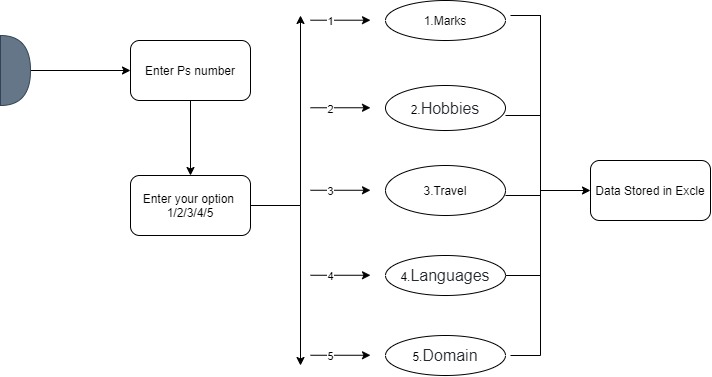 Enter Ps number
Enter your option
1/2/3/4/5
1
1.Marks
2
2.Hobbies
3
3.Travel
4
4.Languages
5
5.Domain
Data Stored in Excle